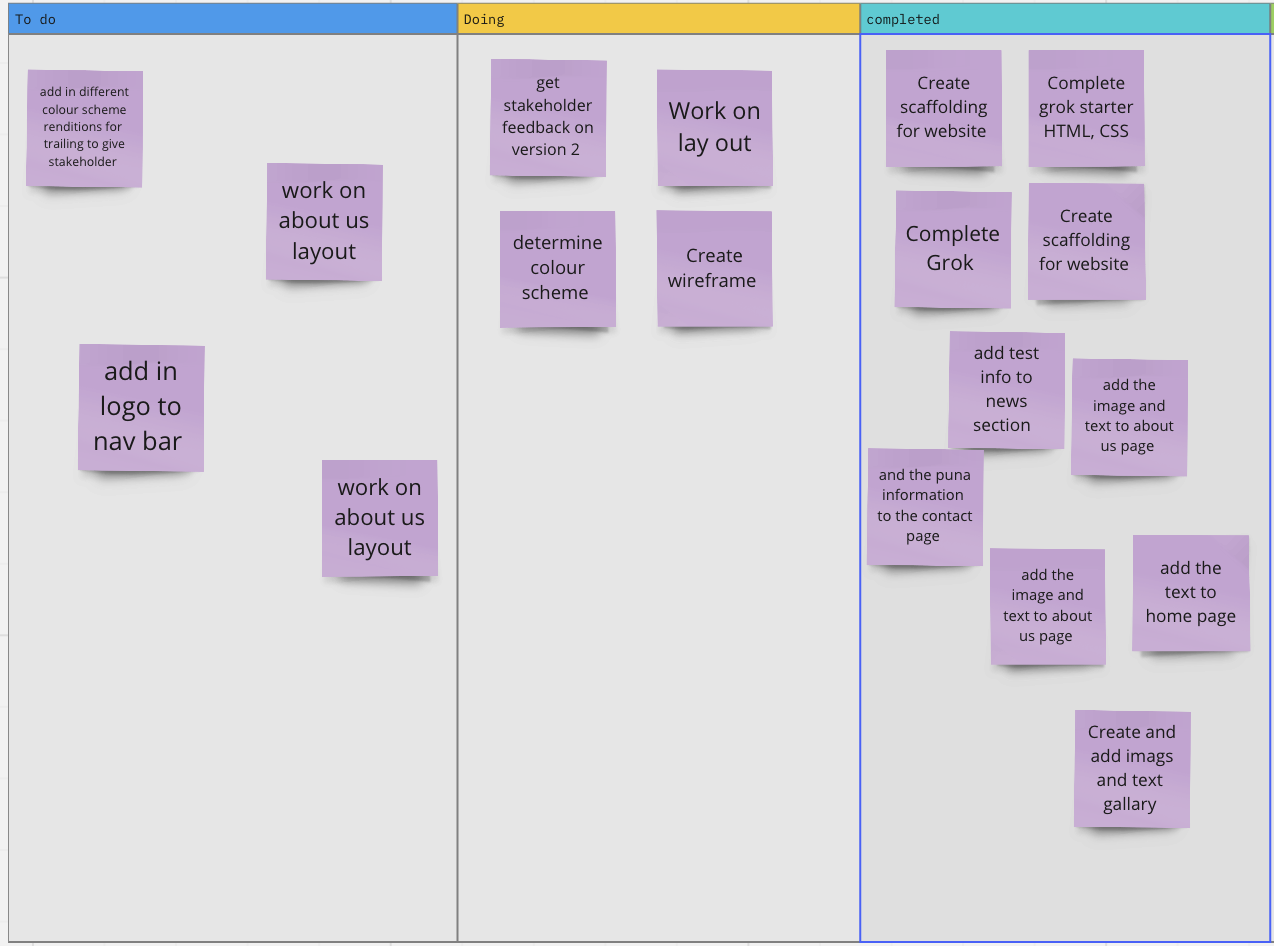 To do
add in different
colour scheme
renditions for
trailing to give
stakeholder
work on
about us
layout
add in
logo to
nav bar
work on
about us
layout
Doing
get
stakeholder
feedback on
version 2
Work on
lay out
determine
colour
scheme
Create
wireframe
completed
Create
scaffolding
for website
Complete
grok starter
HTML, CSS
Complete
Grok
Create
scaffolding
for website
add test
info to
news
section
add the
image and
text to about
us page
and the puna
information
to the contact
page
add the
image and
text to about
us page
add the
text to
home page
Create and
add imags
and text
gallary